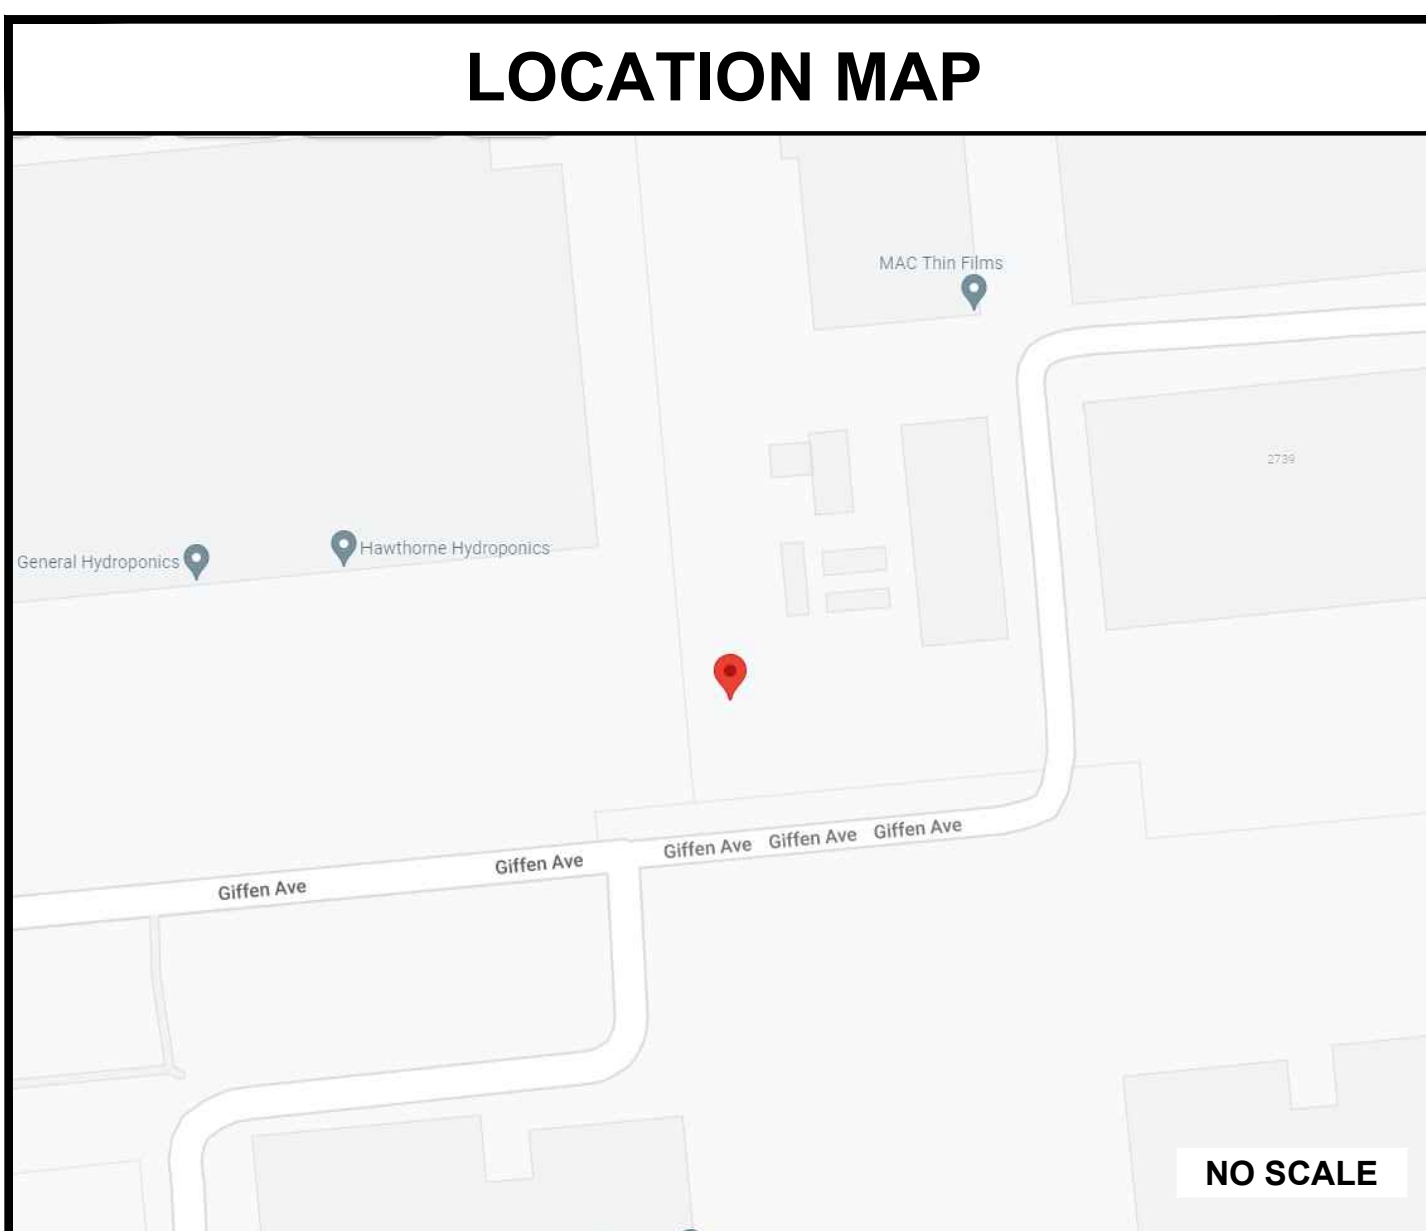 LOCATION MAP
MAC Thin Films
2739
General Hydroponics
Hawthorne Hydroponics
Giffen Ave
Giffen Ave
Giffen Ave
Giffen Ave
Giffen Ave
NO SCALE